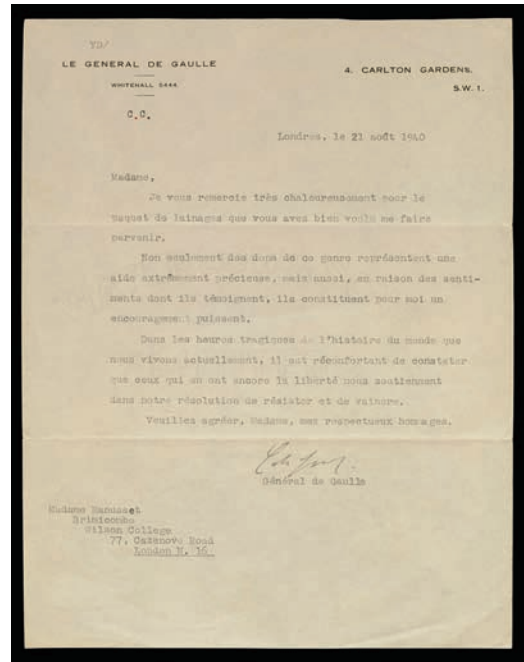 YD/
LE GENERAL DE GAULLE
4, CARLTON GARDENS,
WHITEHALL 5444
S.W. 1.
C.C.
Londres, le 21 août 1940
Madame,
Je vous remercie très chaleureusement pour le
paquet de lainages que vous avez bien voulu me faire
parvenir.
Non seulement des dons de ce genre représentent une
aide extrêmement précieuse, mais aussi, en raison des senti-
ments dont ils témoignent, ils constituent pour moi un
encouragement puissant.
Dans les heures tragiques de l'histoire du monde que
nous vivons actuellement, il est réconfortant de constater
que ceux qui en ont encore la liberté nous soutiennent
dans notre résolution de résister et de vaincre.
Veuillez agréer, Madame, mes respectueux hommages.
Général de Gaulle
Madame
Brimicombe
Wilson College
77, Cazenove Road
London N. 16